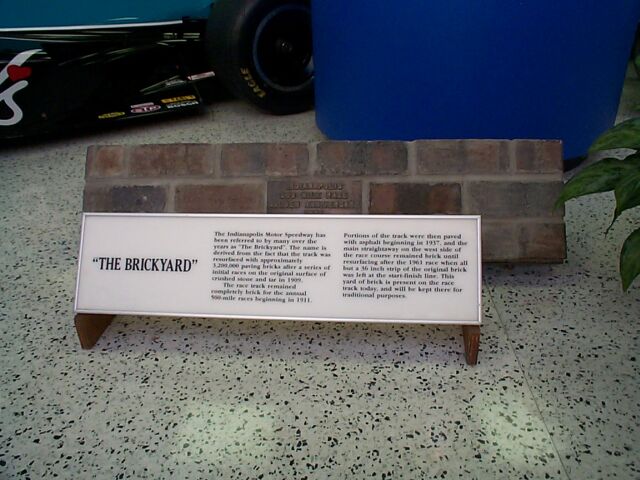 EAGLE
STP
BOSCH
INDIANAPOLIS
500 MILE RACE
"THE BRICKYARD"
The Indianapolis Motor Speedway has
been referred to by many over the
years as "The Brickyard". The name is
derived from the fact that the track was
resurfaced with approximately
3,200,000 paving bricks after a series of
initial races on the original surface of
crushed stone and tar in 1909.
The race track remained
completely brick for the annual
500-mile races beginning in 1911.
Portions of the track were then paved
with asphalt beginning in 1937, and the
main straightaway on the west side of
the race course remained brick until
resurfacing after the 1961 race when all
but a 36 inch strip of the original brick
was left at the start-finish line. This
yard of brick is present on the race
track today, and will be kept there for
traditional purposes.